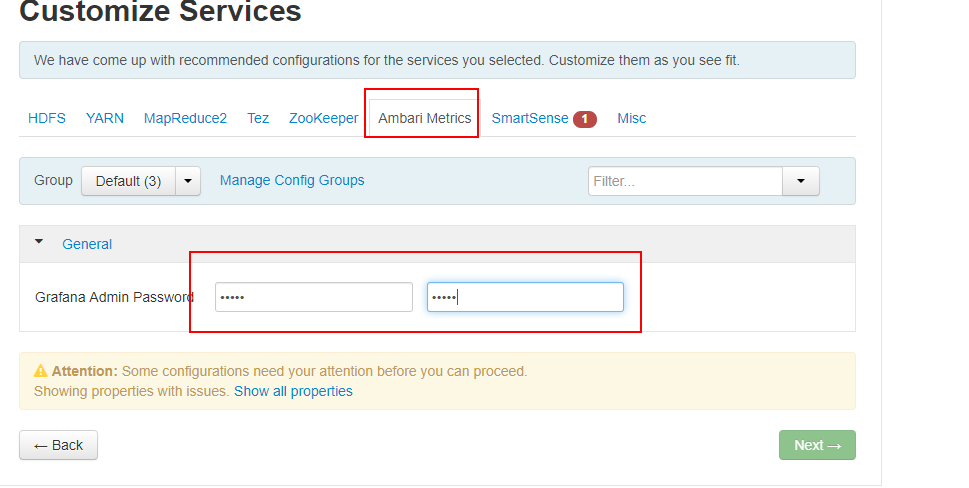 Customize Services
We have come up with recommended configurations for the services you selected. Customize them as you see fit.
HDFS YARN MapReduce2 Tez ZooKeeper Ambari Metrics SmartSense 1 Misc
Group Default (3) Manage Config Groups Filter...
General
Grafana Admin Password ••••• •••••
Attention: Some configurations need your attention before you can proceed.
Showing properties with issues. Show all properties
← Back Next →